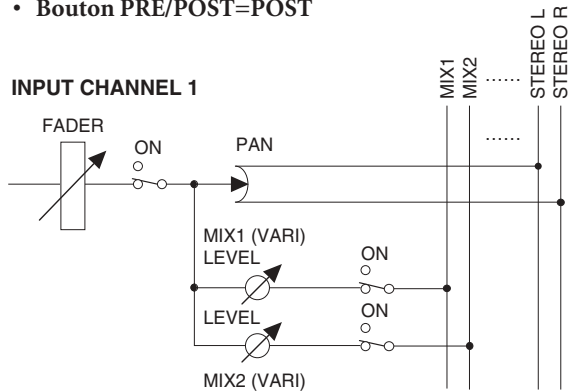 • Bouton PRE/POST=POST
INPUT CHANNEL 1
MIX1
MIX2
......
STEREO L
STEREO R
......
FADER
ON
PAN
MIX1 (VARI)
LEVEL
ON
LEVEL
ON
MIX2 (VARI)